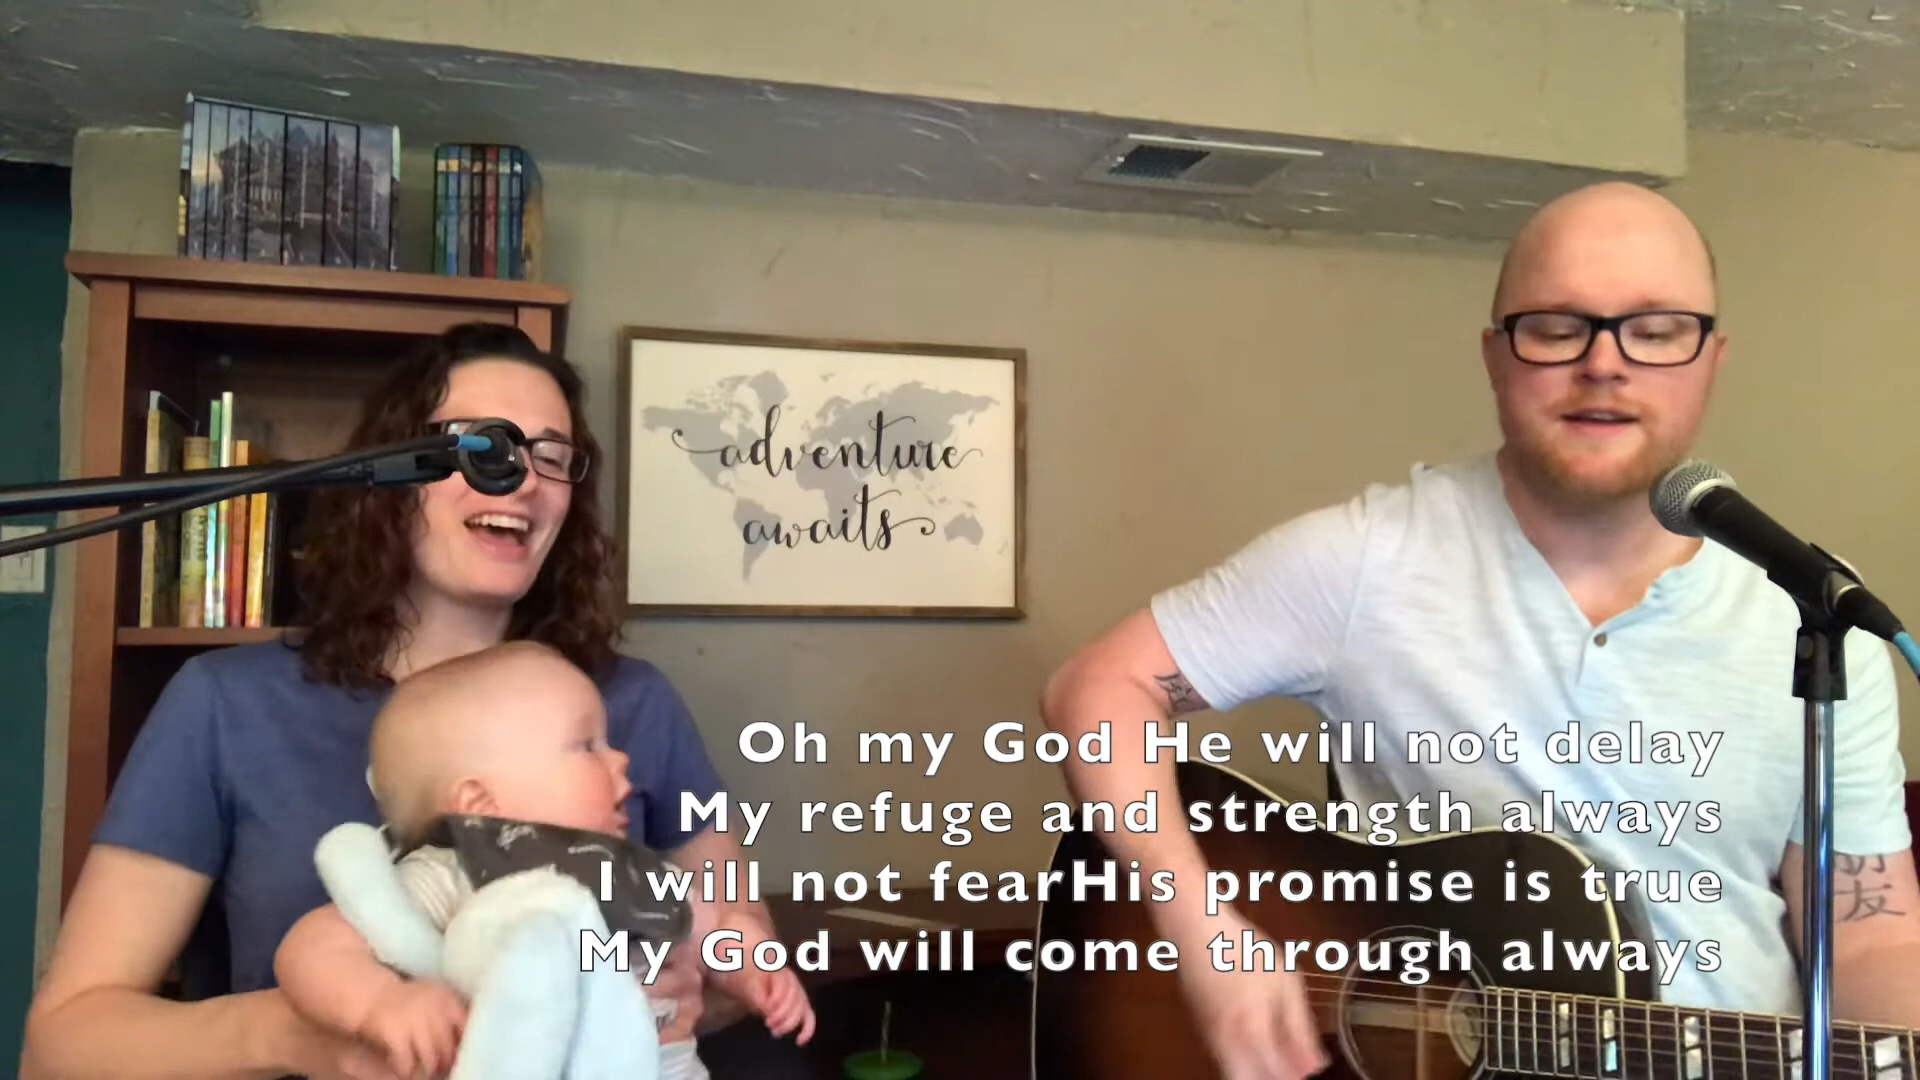 adventure
awaits
Oh my God He will not delay
My refuge and strength always
I will not fearHis promise is true
My God will come through always
友